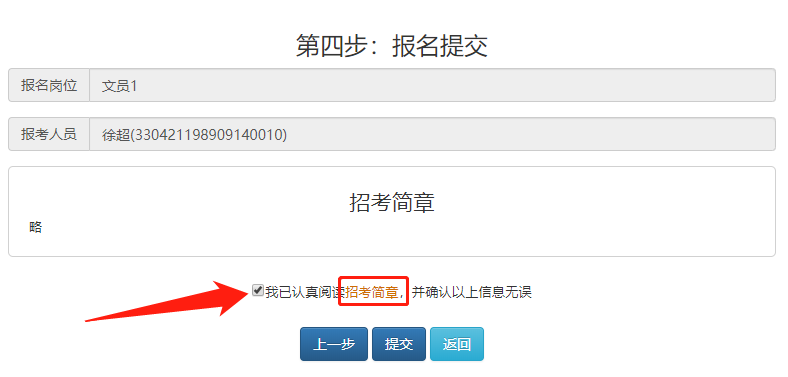 第四步：报名提交
报名岗位 文员1
报考人员 徐超(330421198909140010)
招考简章
略
我已认真阅读招考简章，并确认以上信息无误
上一步 提交 返回